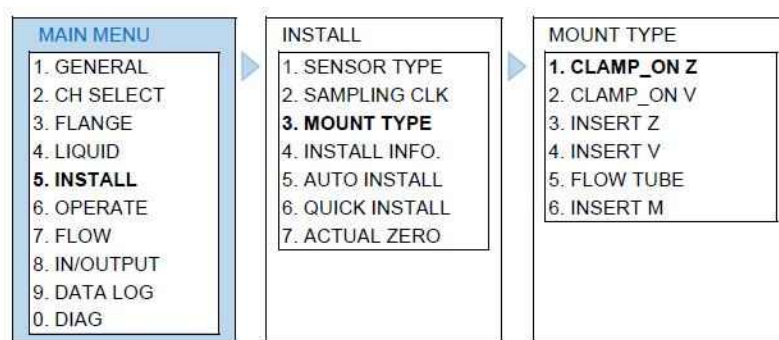 MAIN MENU
1. GENERAL
2. CH SELECT
3. FLANGE
4. LIQUID
5. INSTALL
6. OPERATE
7. FLOW
8. IN/OUTPUT
9. DATA LOG
0. DIAG
INSTALL
1. SENSOR TYPE
2. SAMPLING CLK
3. MOUNT TYPE
4. INSTALL INFO.
5. AUTO INSTALL
6. QUICK INSTALL
7. ACTUAL ZERO
MOUNT TYPE
1. CLAMP_ON Z
2. CLAMP_ON V
3. INSERT Z
4. INSERT V
5. FLOW TUBE
6. INSERT M